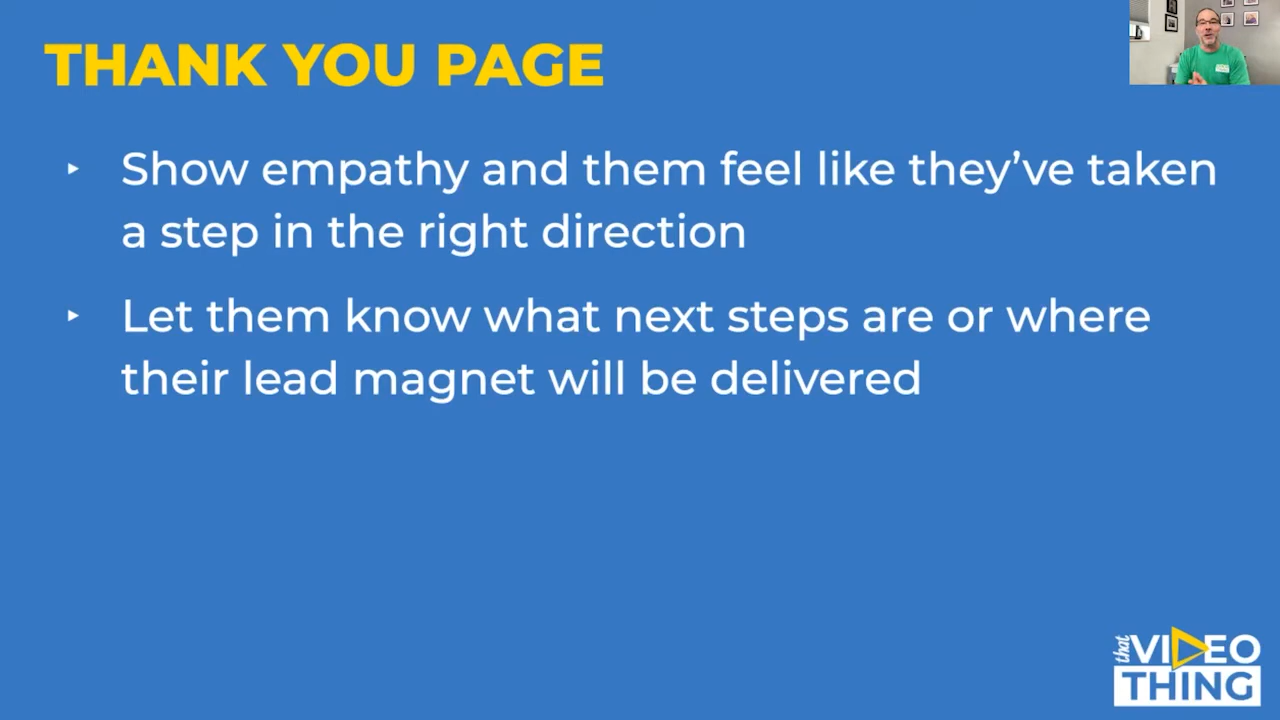 THANK YOU PAGE
‣ Show empathy and them feel like they’ve taken
a step in the right direction
‣ Let them know what next steps are or where
their lead magnet will be delivered
that VIDEO
THING